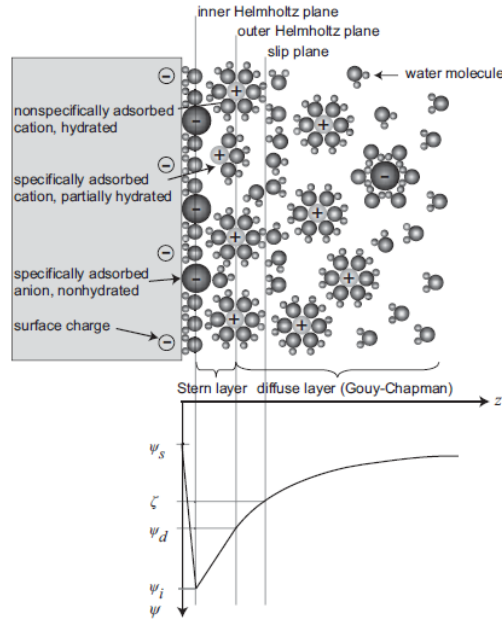 inner Helmholtz plane
outer Helmholtz plane
slip plane
water molecule
nonspecifically adsorbed
cation, hydrated
specifically adsorbed
cation, partially hydrated
specifically adsorbed
anion, nonhydrated
surface charge
− − − −
− − −
+ + + + + + + +
−
Stern layer diffuse layer (Gouy-Chapman)
z
ψs
ζ
ψd
ψi
ψ